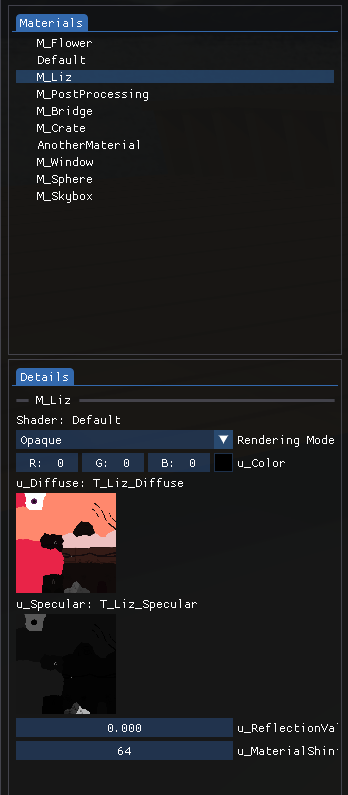 Materials
M_Flower
Default
M_Liz
M_PostProcessing
M_Bridge
M_Crate
AnotherMaterial
M_Window
M_Sphere
M_Skybox
Details
M_Liz
Shader: Default
Opaque Rendering Mode
R: 0 G: 0 B: 0 u_Color
u_Diffuse: T_Liz_Diffuse
u_Specular: T_Liz_Specular
0.000 u_ReflectionVa
64 u_MaterialShin